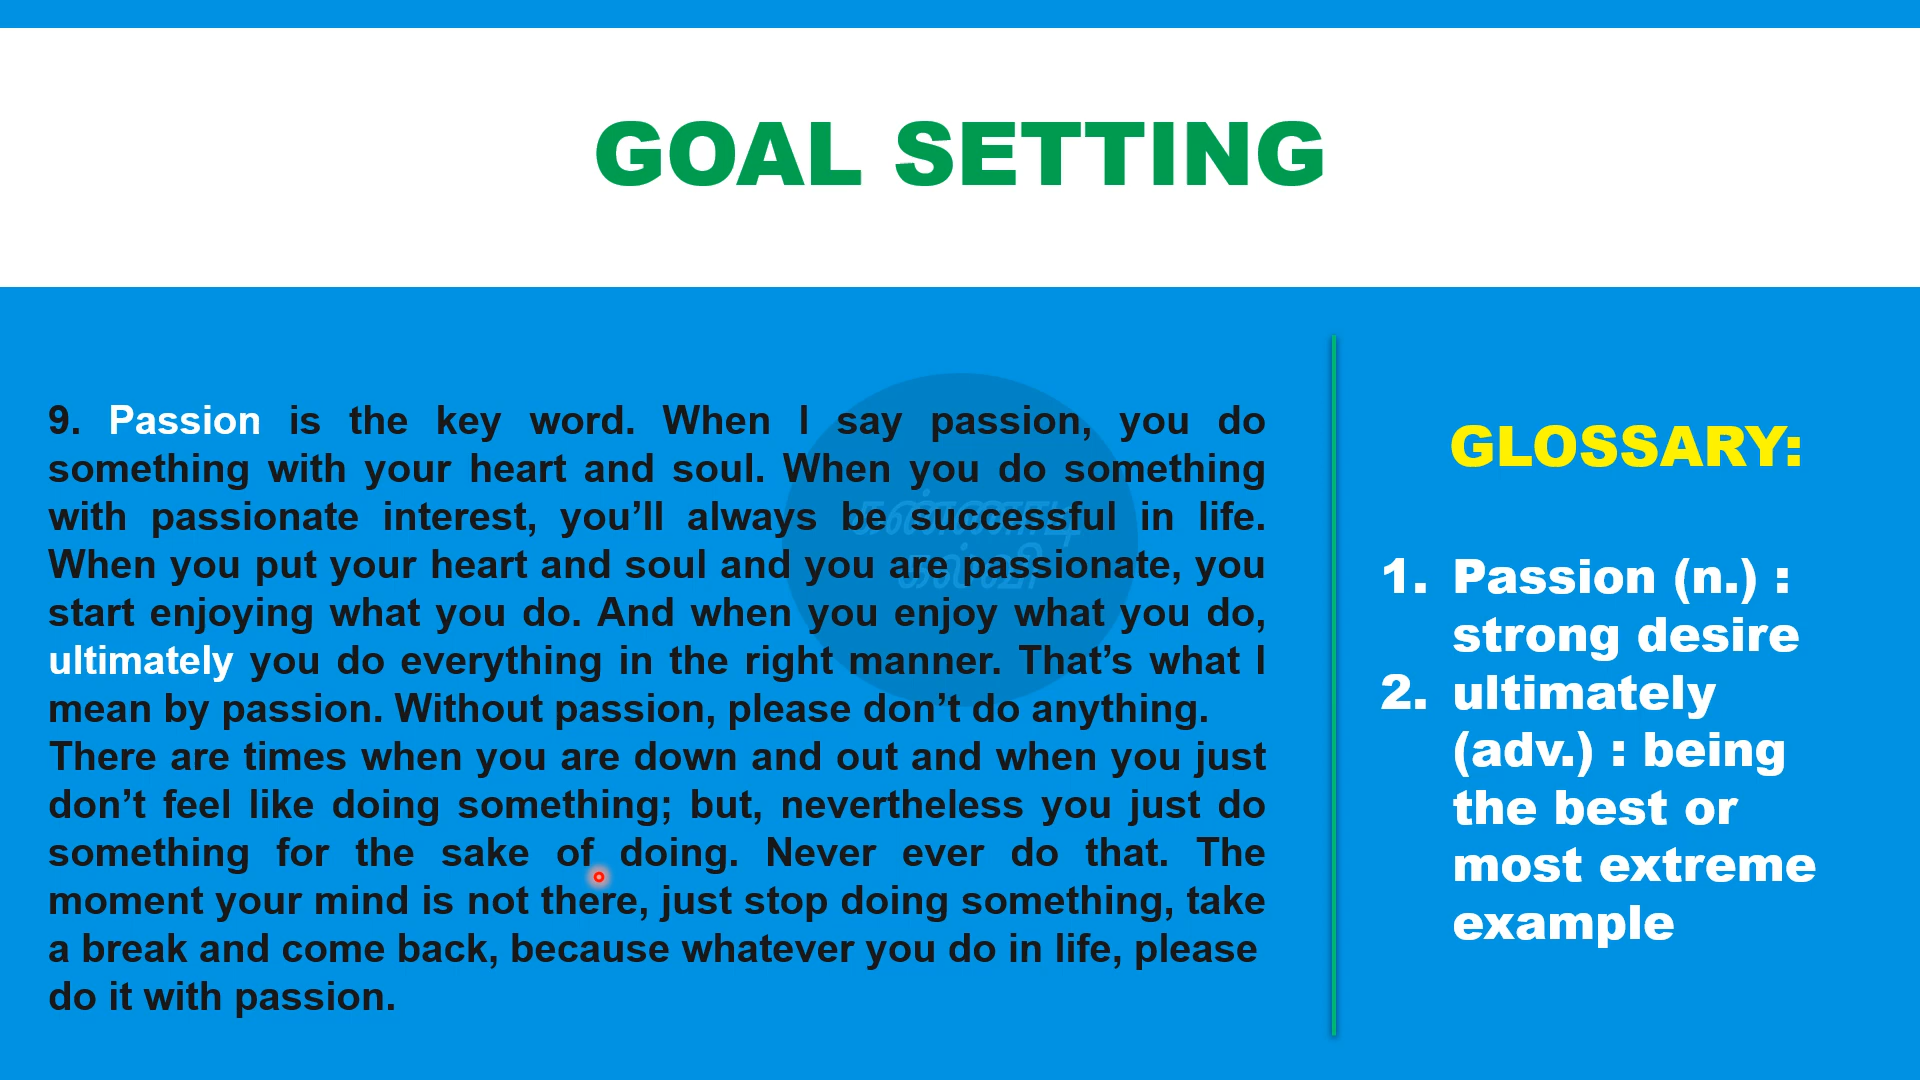 GOAL SETTING
9. Passion is the key word. When I say passion, you do
something with your heart and soul. When you do something
with passionate interest, you’ll always be successful in life.
When you put your heart and soul and you are passionate, you
start enjoying what you do. And when you enjoy what you do,
ultimately you do everything in the right manner. That’s what I
mean by passion. Without passion, please don’t do anything.
There are times when you are down and out and when you just
don’t feel like doing something; but, nevertheless you just do
something for the sake of doing. Never ever do that. The
moment your mind is not there, just stop doing something, take
a break and come back, because whatever you do in life, please
do it with passion.
GLOSSARY:
1. Passion (n.) :
strong desire
2. ultimately
(adv.) : being
the best or
most extreme
example